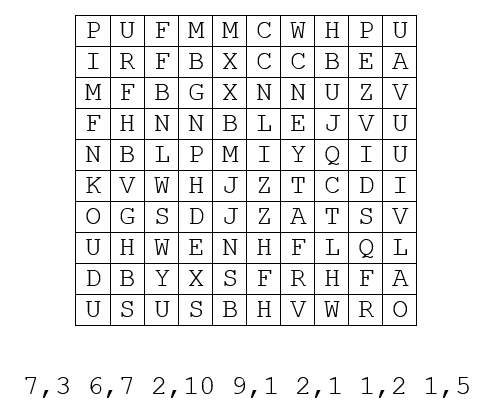 P U F M M C W H P U
I R F B X C C B E A
M F B G X N N U Z V
F H N N B L E J V U
N B L P M I Y Q I U
K V W H J Z T C D I
O G S D J Z A T S V
U H W E N H F L Q L
D B Y X S F R H F A
U S U S B H V W R O
7,3 6,7 2,10 9,1 2,1 1,2 1,5